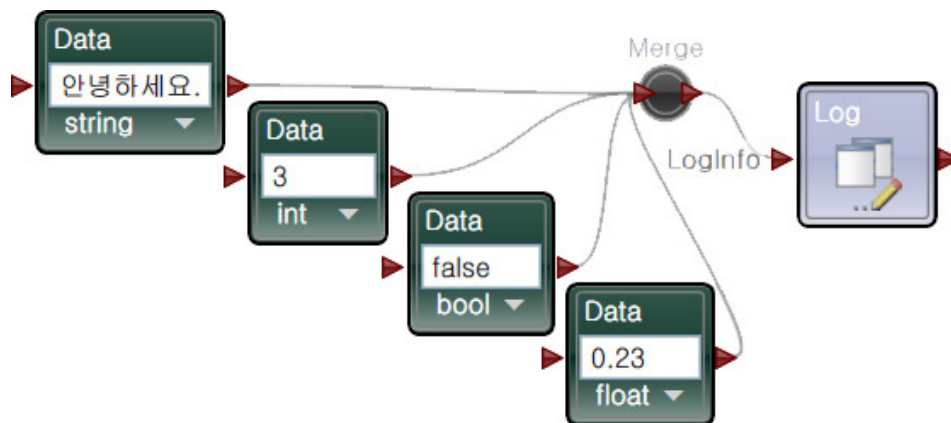 Data
안녕하세요.
string
Data
3
int
Data
false
bool
Data
0.23
float
Merge
LogInfo
Log